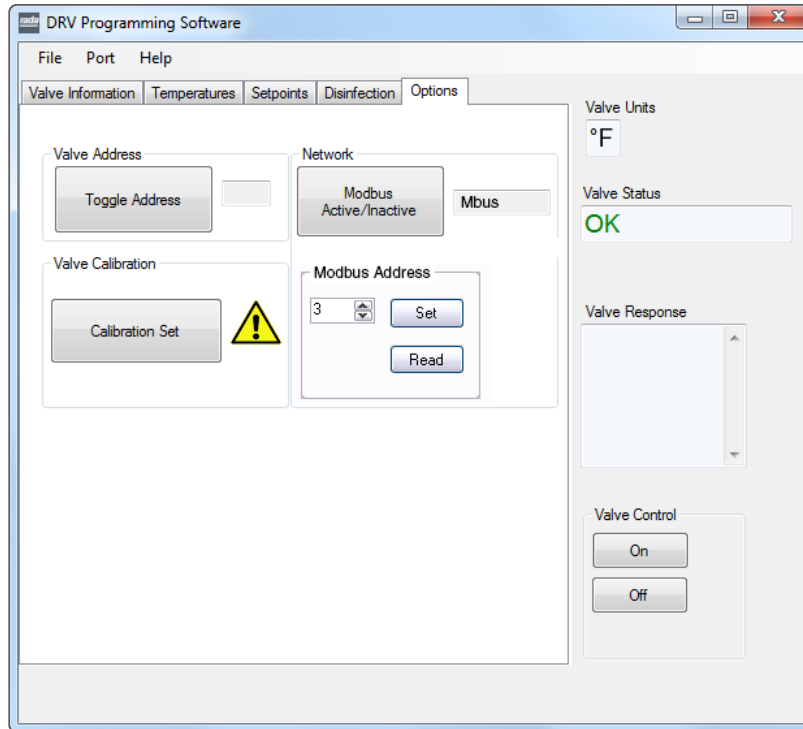 rada DRV Programming Software
File Port Help
Valve Information Temperatures Setpoints Disinfection Options
Valve Address
Toggle Address
Network
Modbus
Active/Inactive
Mbus
Valve Calibration
Calibration Set
Modbus Address
3
Set
Read
Valve Units
°F
Valve Status
OK
Valve Response
Valve Control
On
Off